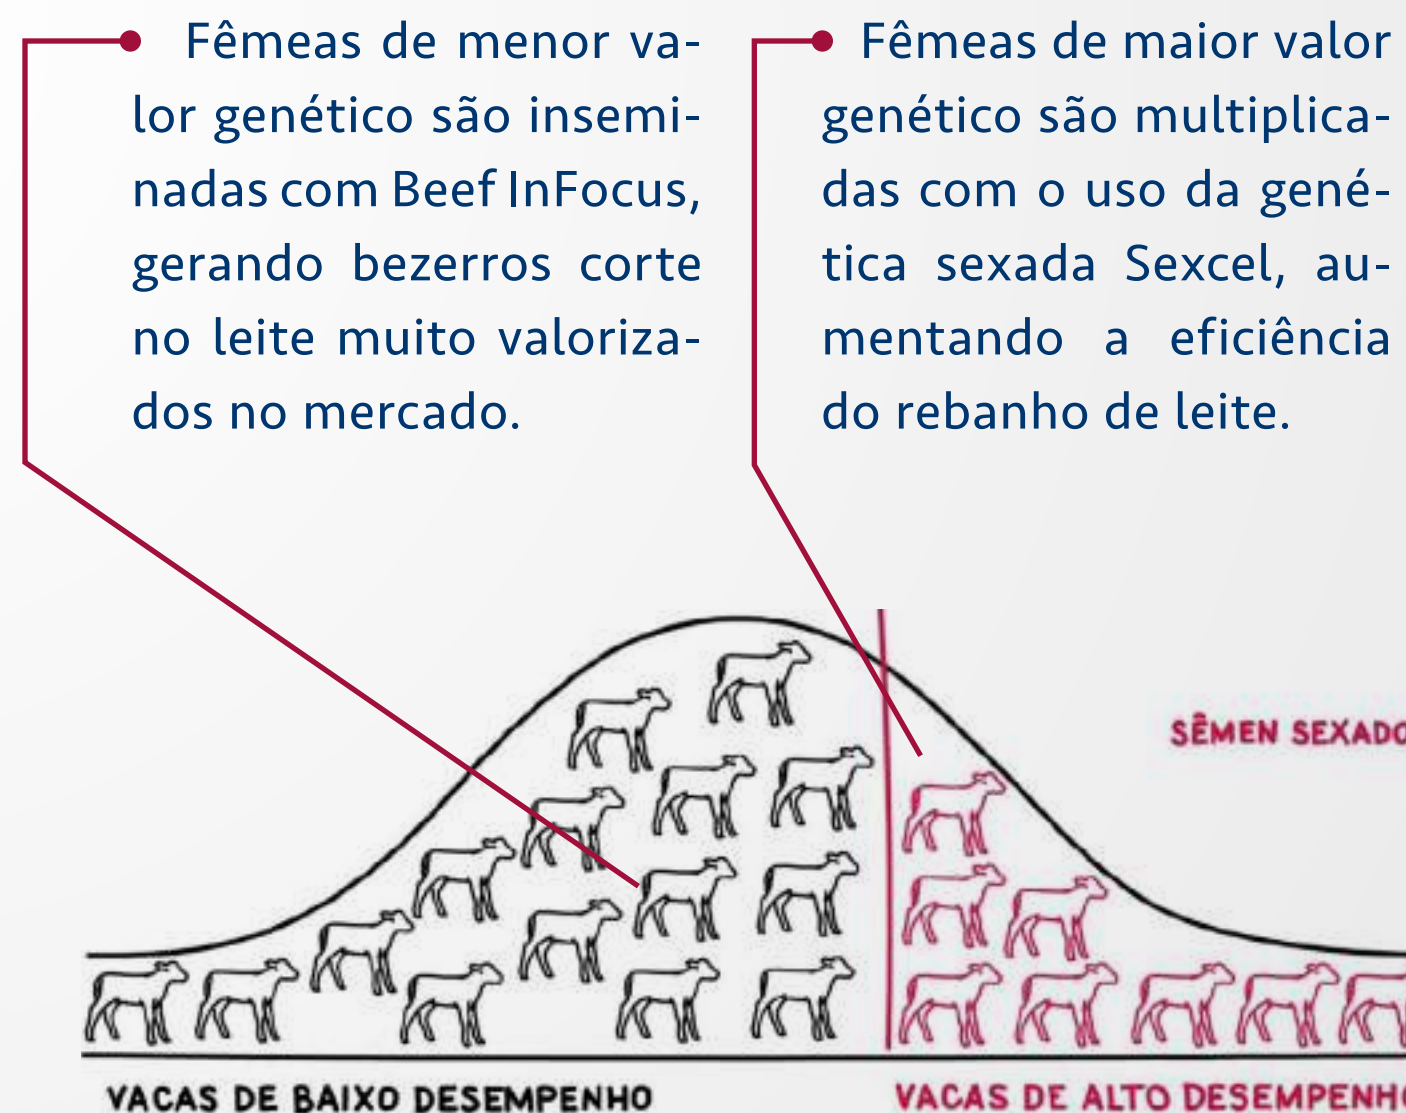 Fêmeas de menor va-
lor genético são insemi-
nadas com Beef InFocus,
gerando bezerros corte
no leite muito valoriza-
dos no mercado.
Fêmeas de maior valor
genético são multiplica-
das com o uso da gené-
tica sexada Sexcel, au-
mentando a eficiência
do rebanho de leite.
SÊMEN SEXADO
VACAS DE BAIXO DESEMPENHO
VACAS DE ALTO DESEMPENHO